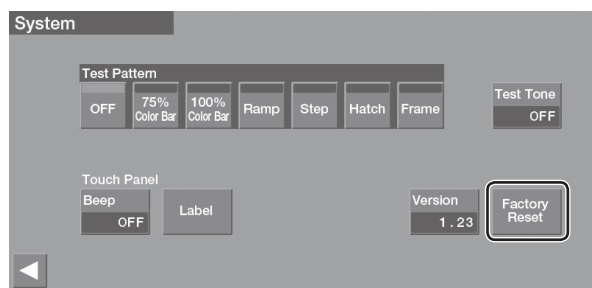 System
Test Pattern
OFF
75%
Color Bar
100%
Color Bar
Ramp
Step
Hatch
Frame
Test Tone
OFF
Touch Panel
Beep
OFF
Label
Version
1.23
Factory
Reset